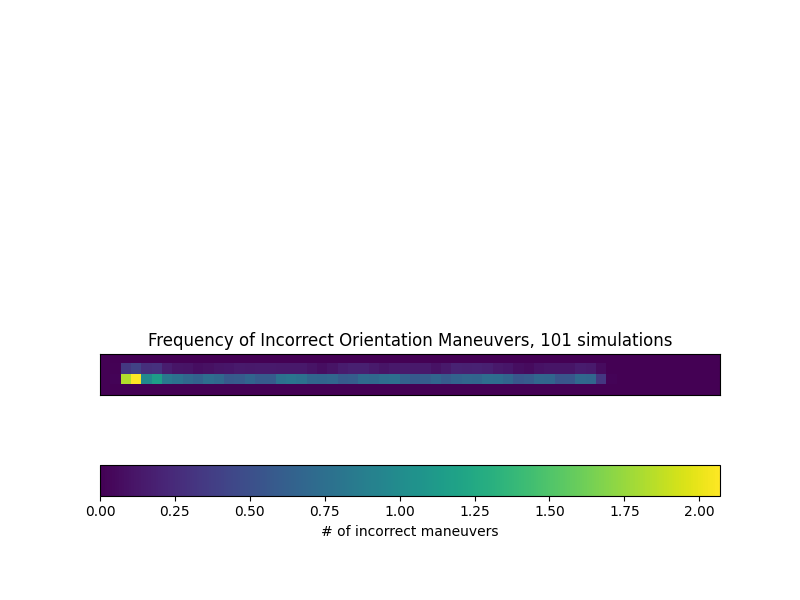 Frequency of Incorrect Orientation Maneuvers, 101 simulations
0.00 0.25 0.50 0.75 1.00 1.25 1.50 1.75 2.00
# of incorrect maneuvers